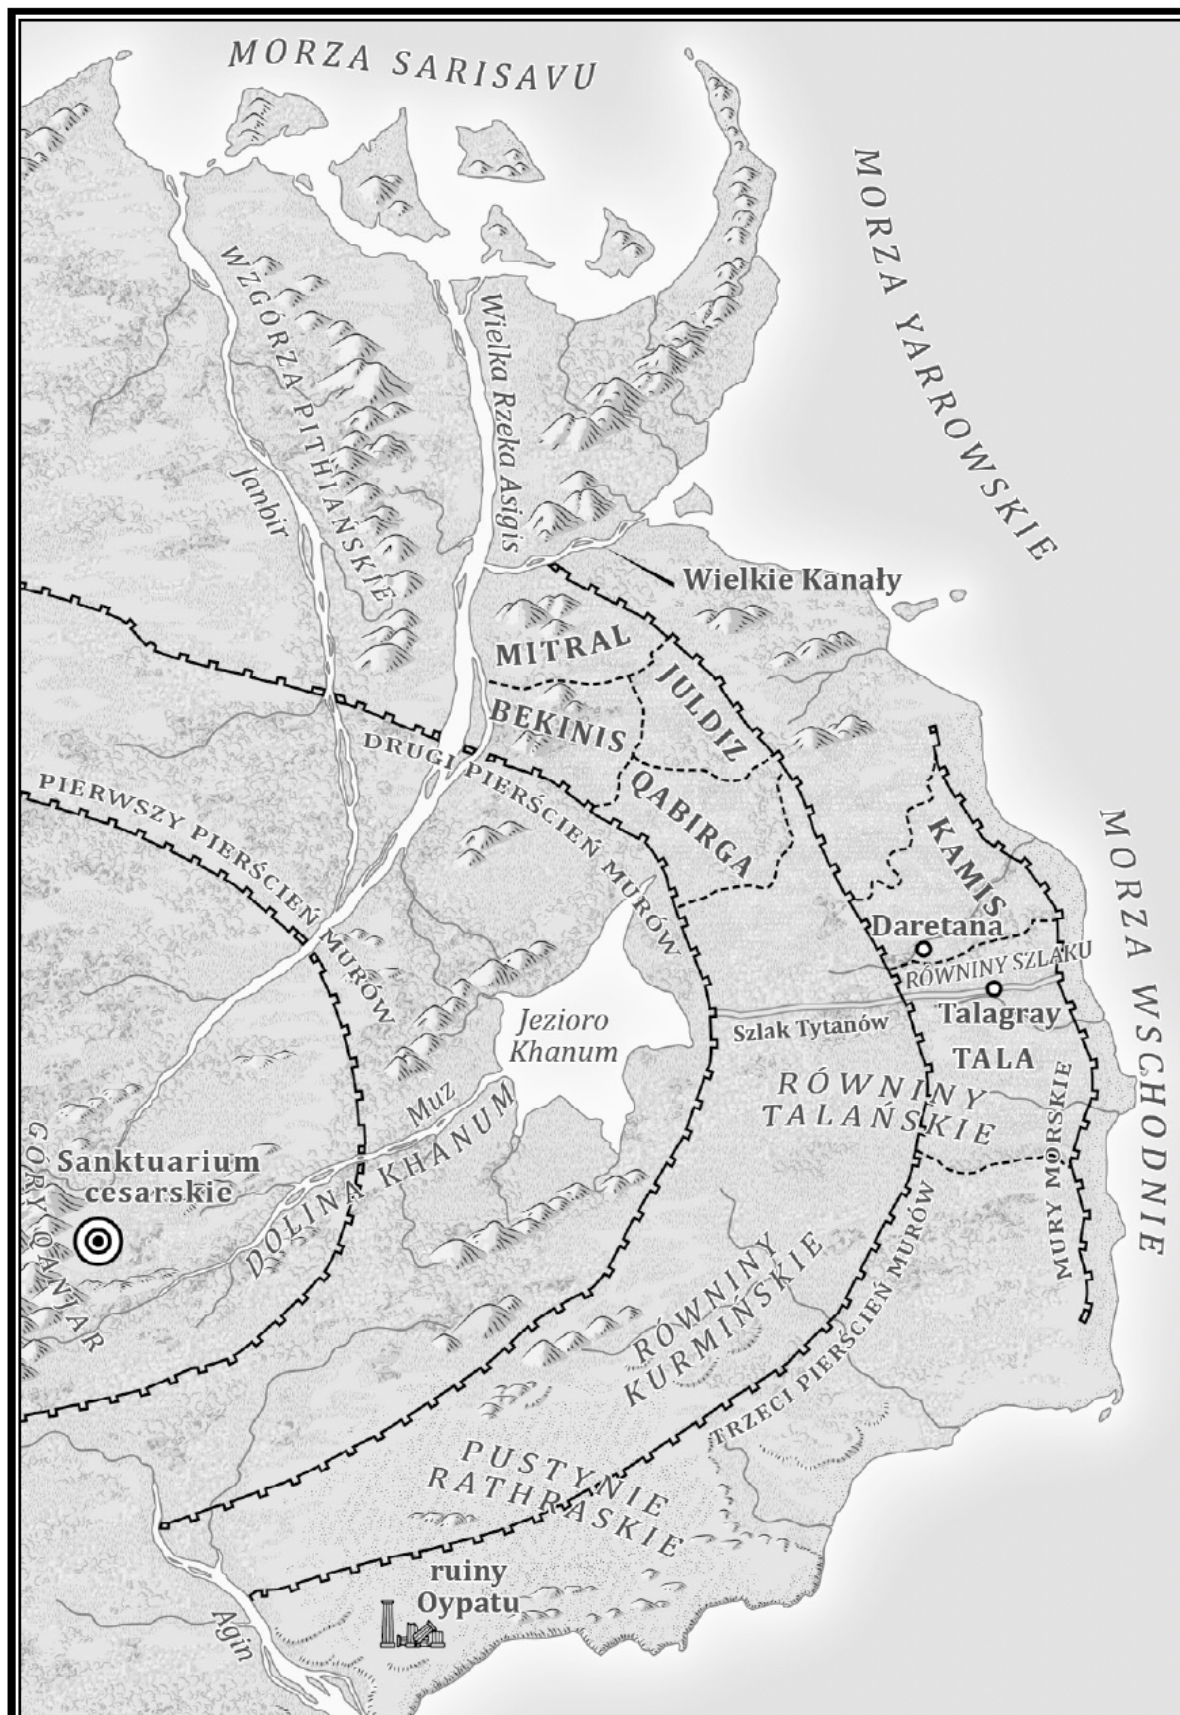 MORZA SARISAVU
MORZA YARROWSKIE
WZGÓRZA PITHIAŃSKIE
Wielka Rzeka Asigis
Janbir
Wielkie Kanały
MITRAL
JULDIZ
BEKINIS
DRUGI PIERŚCIEŃ MURÓW
QABIRGA
PIERWSZY PIERŚCIEŃ MURÓW
KAMIS
MORZA WSCHODNIE
Daretana
RÓWNINY SZLAKU
Talagray
Szlak Tytanów
Jezioro
Khanum
TALA
RÓWNINY
TALAŃSKIE
Muz
DOLINA KHANUM
MURY MORSKIE
Sanktuarium
cesarskie
GÓRY QANJAR
RÓWNINY
KURMIŃSKIE
TRZECI PIERŚCIEŃ MURÓW
PUSTYNIE
RATHRASKIE
ruiny
Oypatu
Agin